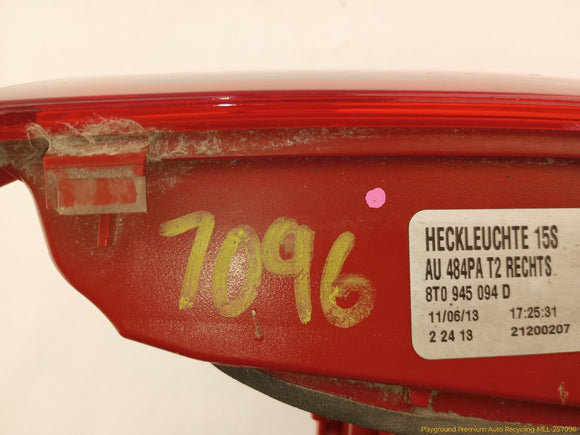 7096
HECKLEUCHTE 15S
AU 484PA T2 RECHTS
8T0 945 094 D
11/06/13 17:25:31
2 24 13 21200207
Playground Premium Auto Recycling-MLL-257096